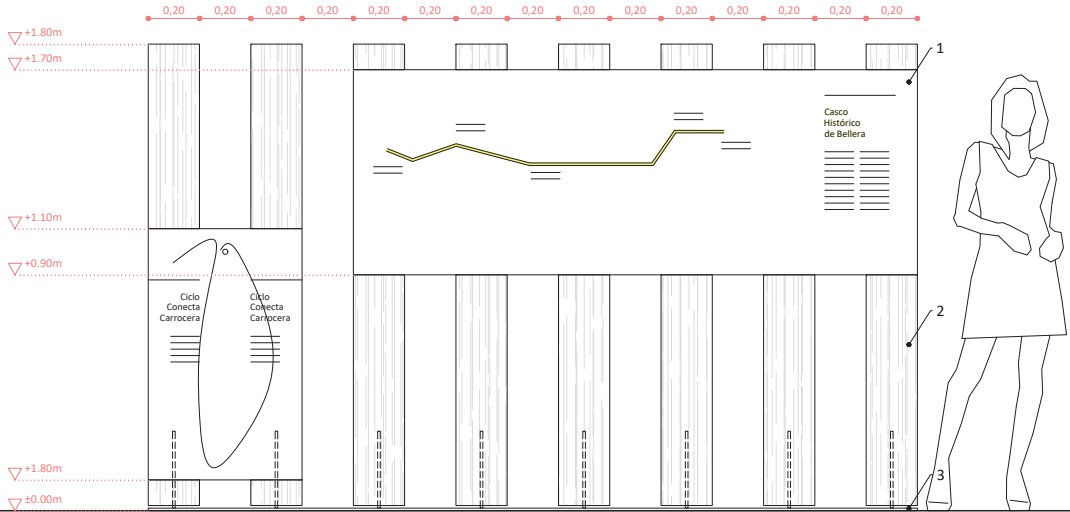 0,20 0,20 0,20 0,20 0,20 0,20 0,20 0,20 0,20 0,20 0,20 0,20 0,20 0,20 0,20
+1.80m
+1.70m
1
Casco
Histórico
de Bellera
+1.10m
+0.90m
Ciclo
Conecta
Carrocera
Ciclo
Conecta
Carrocera
2
+1.80m
3
±0.00m